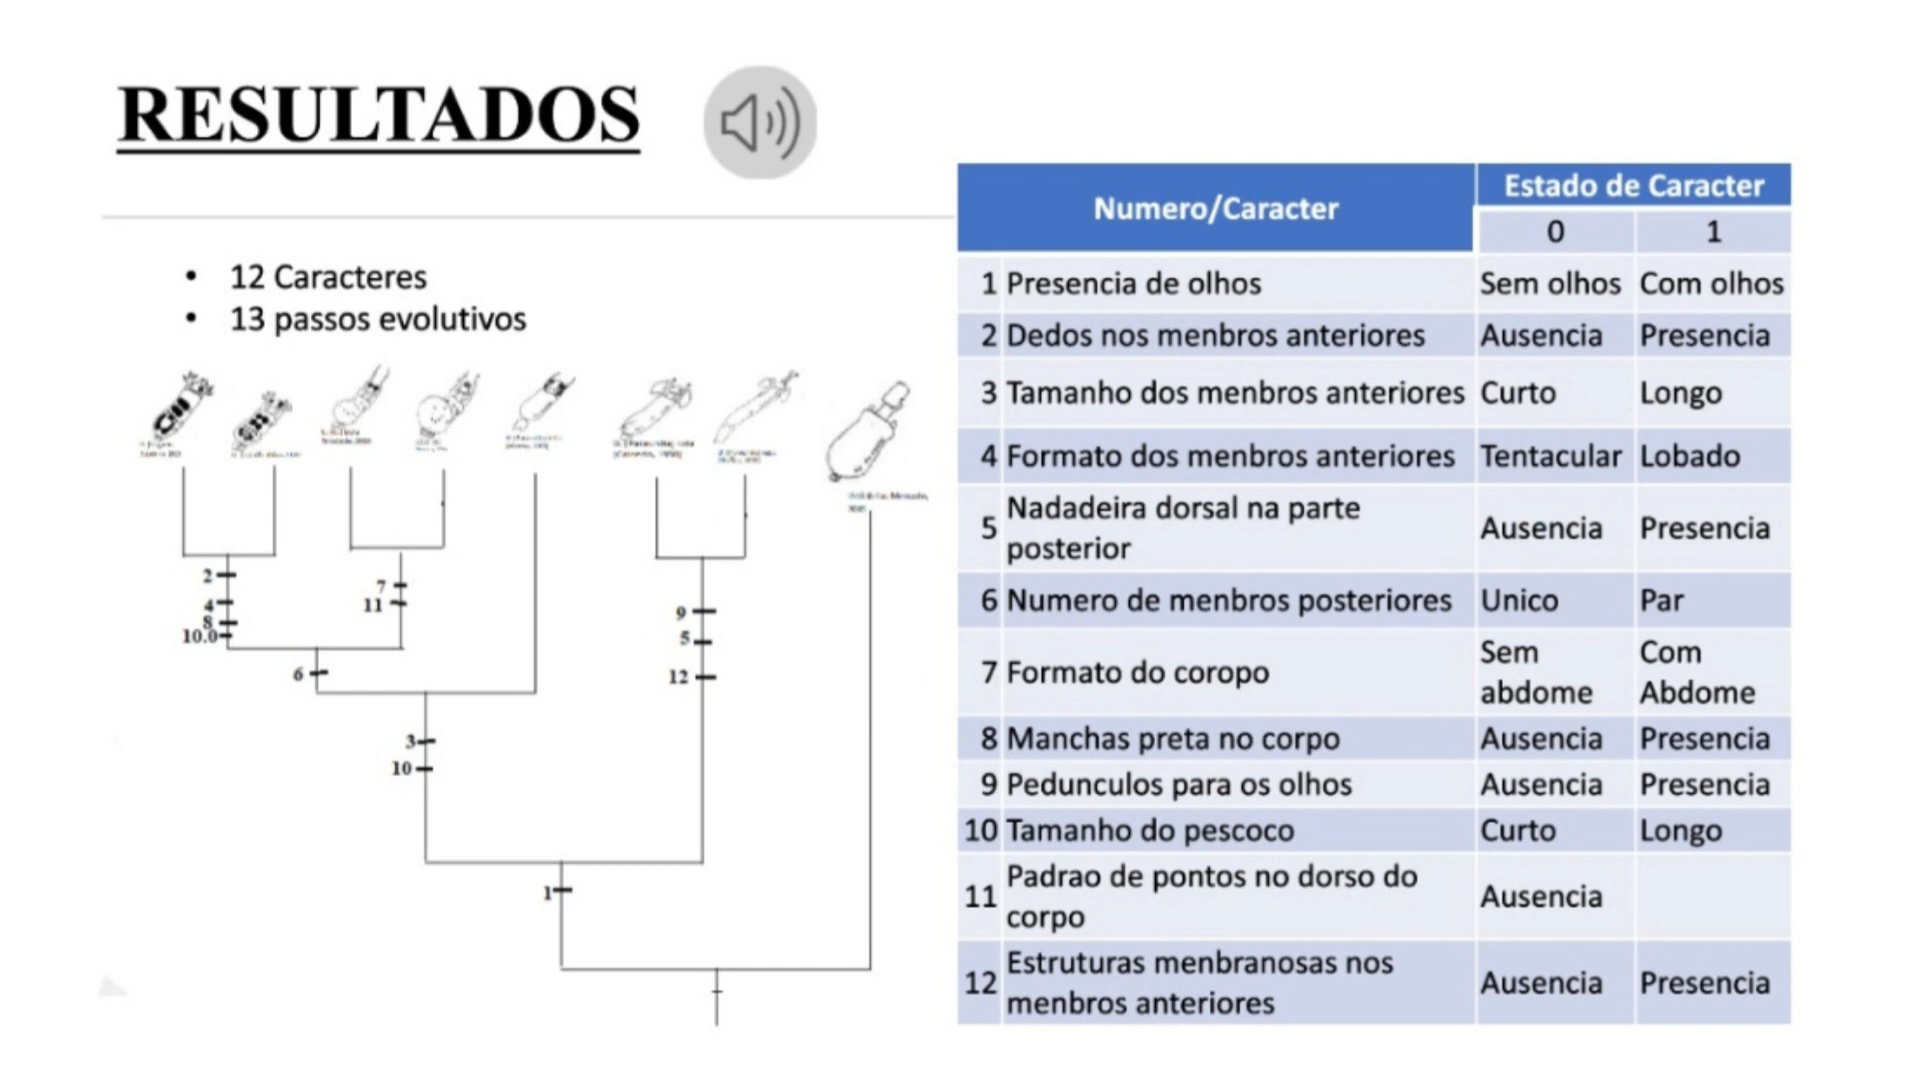 RESULTADOS
• 12 Caracteres
• 13 passos evolutivos
2
4
8
10.0
7
11
6
9
5
12
3
10
1
Numero/Caracter
Estado de Caracter
0
1
1 Presencia de olhos Sem olhos Com olhos
2 Dedos nos menbros anteriores Ausencia Presencia
3 Tamanho dos menbros anteriores Curto Longo
4 Formato dos menbros anteriores Tentacular Lobado
5 Nadadeira dorsal na parte
posterior
Ausencia Presencia
6 Numero de menbros posteriores Unico Par
7 Formato do coropo
Sem
abdome
Com
Abdome
8 Manchas preta no corpo Ausencia Presencia
9 Pedunculos para os olhos Ausencia Presencia
10 Tamanho do pescoco Curto Longo
11 Padrao de pontos no dorso do
corpo
Ausencia
12 Estruturas menbranosas nos
menbros anteriores
Ausencia Presencia